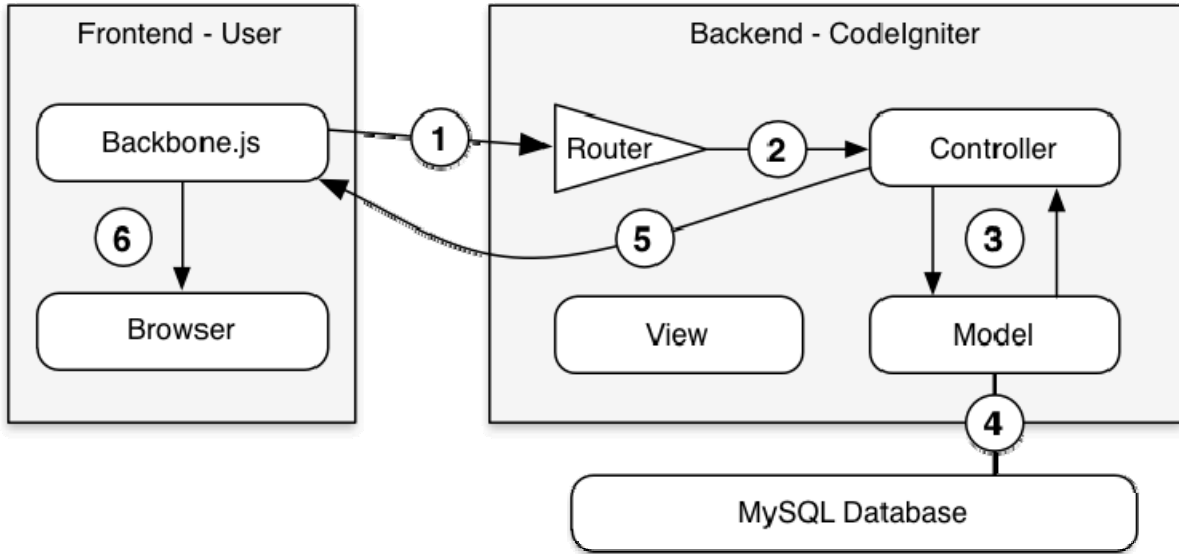 Frontend - User
Backend - CodeIgniter
Backbone.js
1
Router
2
Controller
6
5
3
Browser
View
Model
4
MySQL Database